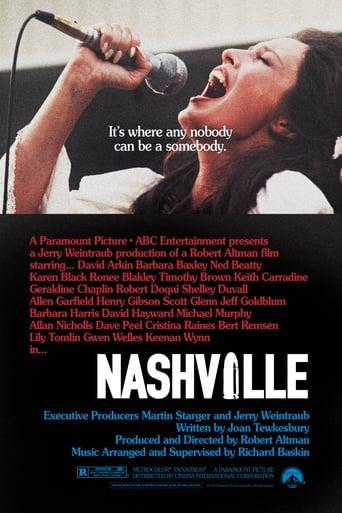 It's where any nobody
can be a somebody.
A Paramount Picture • ABC Entertainment presents
a Jerry Weintraub production of a Robert Altman film
starring... David Arkin Barbara Baxley Ned Beatty
Karen Black Ronee Blakley Timothy Brown Keith Carradine
Geraldine Chaplin Robert Doqui Shelley Duvall
Allen Garfield Henry Gibson Scott Glenn Jeff Goldblum
Barbara Harris David Hayward Michael Murphy
Allan Nicholls Dave Peel Cristina Raines Bert Remsen
Lily Tomlin Gwen Welles Keenan Wynn
in...
NASHVILLE
Executive Producers Martin Starger and Jerry Weintraub
Written by Joan Tewkesbury
Produced and Directed by Robert Altman
Music Arranged and Supervised by Richard Baskin
R METROCOLOR PANAVISION A PARAMOUNT PICTURE
DISTRIBUTED BY CINEMA INTERNATIONAL CORPORATION
Paramount